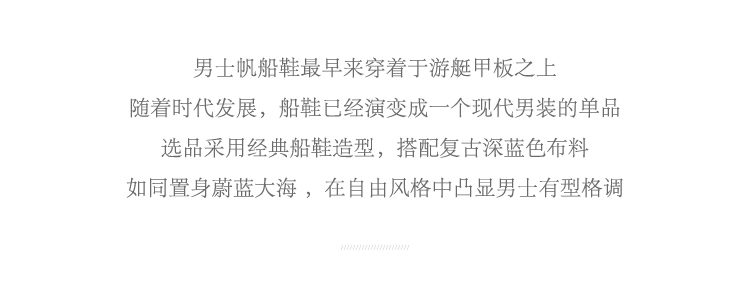 男士帆船鞋最早来穿着于游艇甲板之上
随着时代发展，船鞋已经演变成一个现代男装的单品
选品采用经典船鞋造型，搭配复古深蓝色布料
如同置身蔚蓝大海 ，在自由风格中凸显男士有型格调